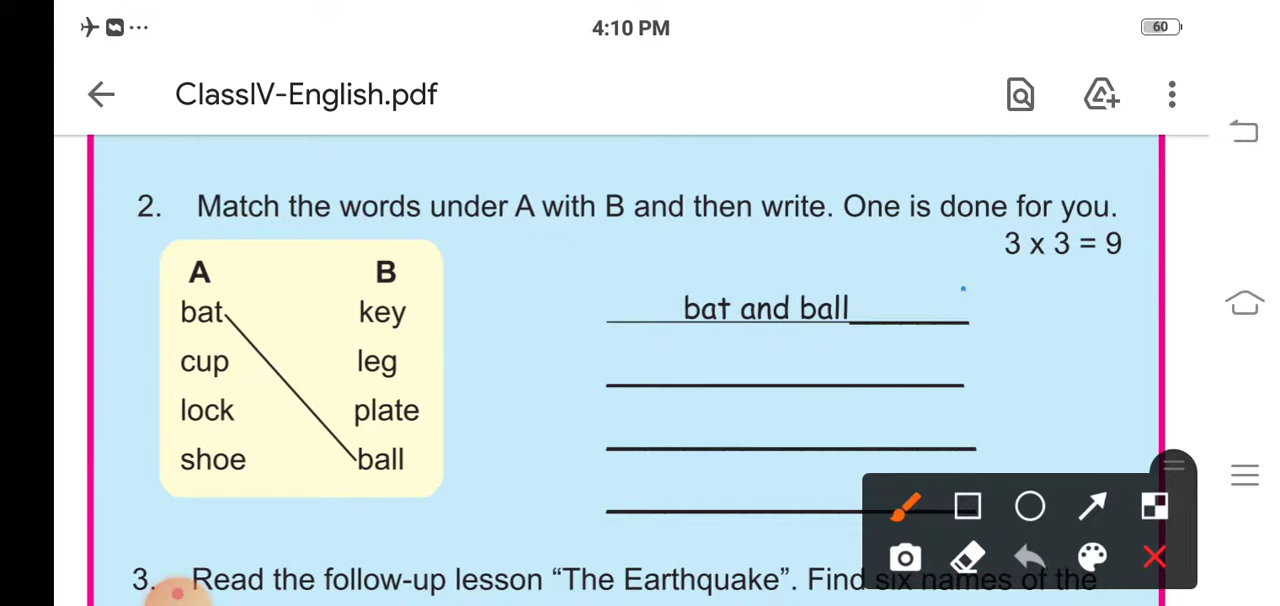 4:10 PM
60
ClassIV-English.pdf
2. Match the words under A with B and then write. One is done for you.
3 x 3 = 9
A B
bat key
cup leg
lock plate
shoe ball
bat and ball
3. Read the follow-up lesson “The Earthquake”. Find six names of the